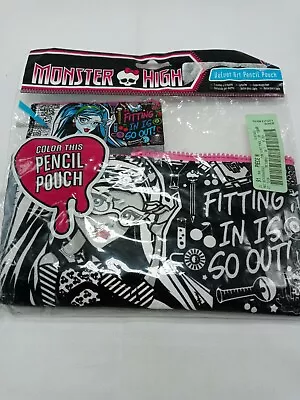 MONSTER HIGH
Velvet Art Pencil Pouch
FITTING
IN IS
SO OUT!
COLOR THIS
PENCIL
POUCH
FITTING
IN IS
SO OUT!